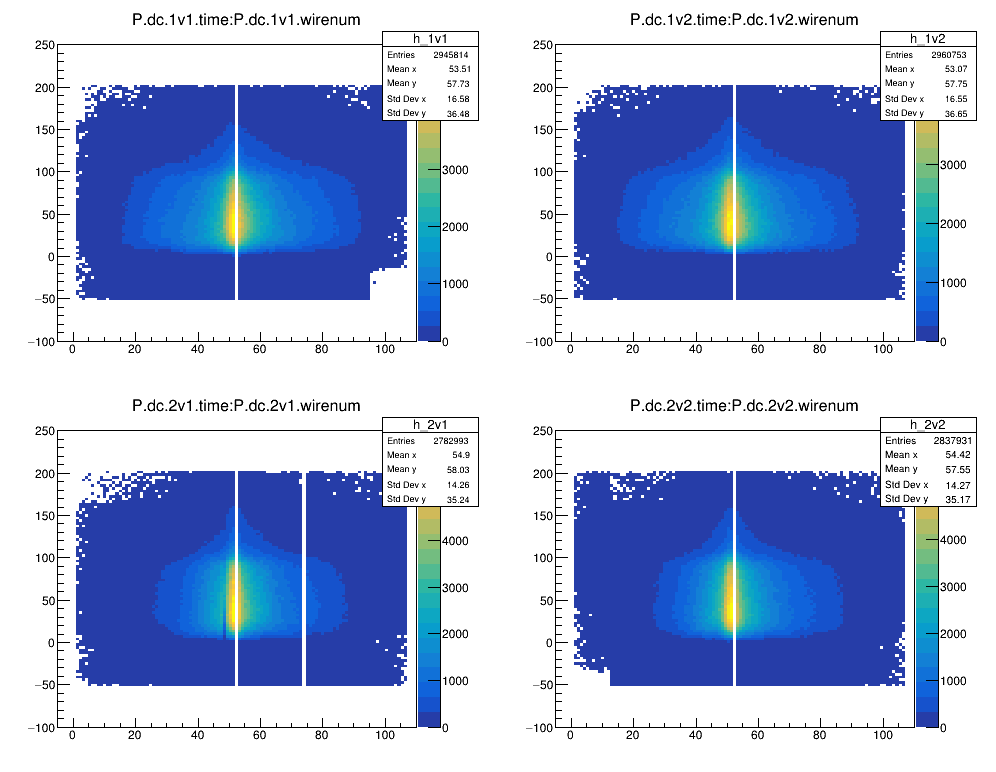 P.dc.1v1.time:P.dc.1v1.wirenum
h_1v1
Entries 2945814
Mean x 53.51
Mean y 57.73
Std Dev x 16.58
Std Dev y 36.48
250
200
150
100
50
0
−50
−100
0 20 40 60 80 100
3000
2000
1000
0
P.dc.1v2.time:P.dc.1v2.wirenum
h_1v2
Entries 2960753
Mean x 53.07
Mean y 57.75
Std Dev x 16.55
Std Dev y 36.65
250
200
150
100
50
0
−50
−100
0 20 40 60 80 100
3000
2000
1000
0
P.dc.2v1.time:P.dc.2v1.wirenum
h_2v1
Entries 2782993
Mean x 54.9
Mean y 58.03
Std Dev x 14.26
Std Dev y 35.24
250
200
150
100
50
0
−50
−100
0 20 40 60 80 100
4000
3000
2000
1000
0
P.dc.2v2.time:P.dc.2v2.wirenum
h_2v2
Entries 2837931
Mean x 54.42
Mean y 57.55
Std Dev x 14.27
Std Dev y 35.17
250
200
150
100
50
0
−50
−100
0 20 40 60 80 100
4000
3000
2000
1000
0